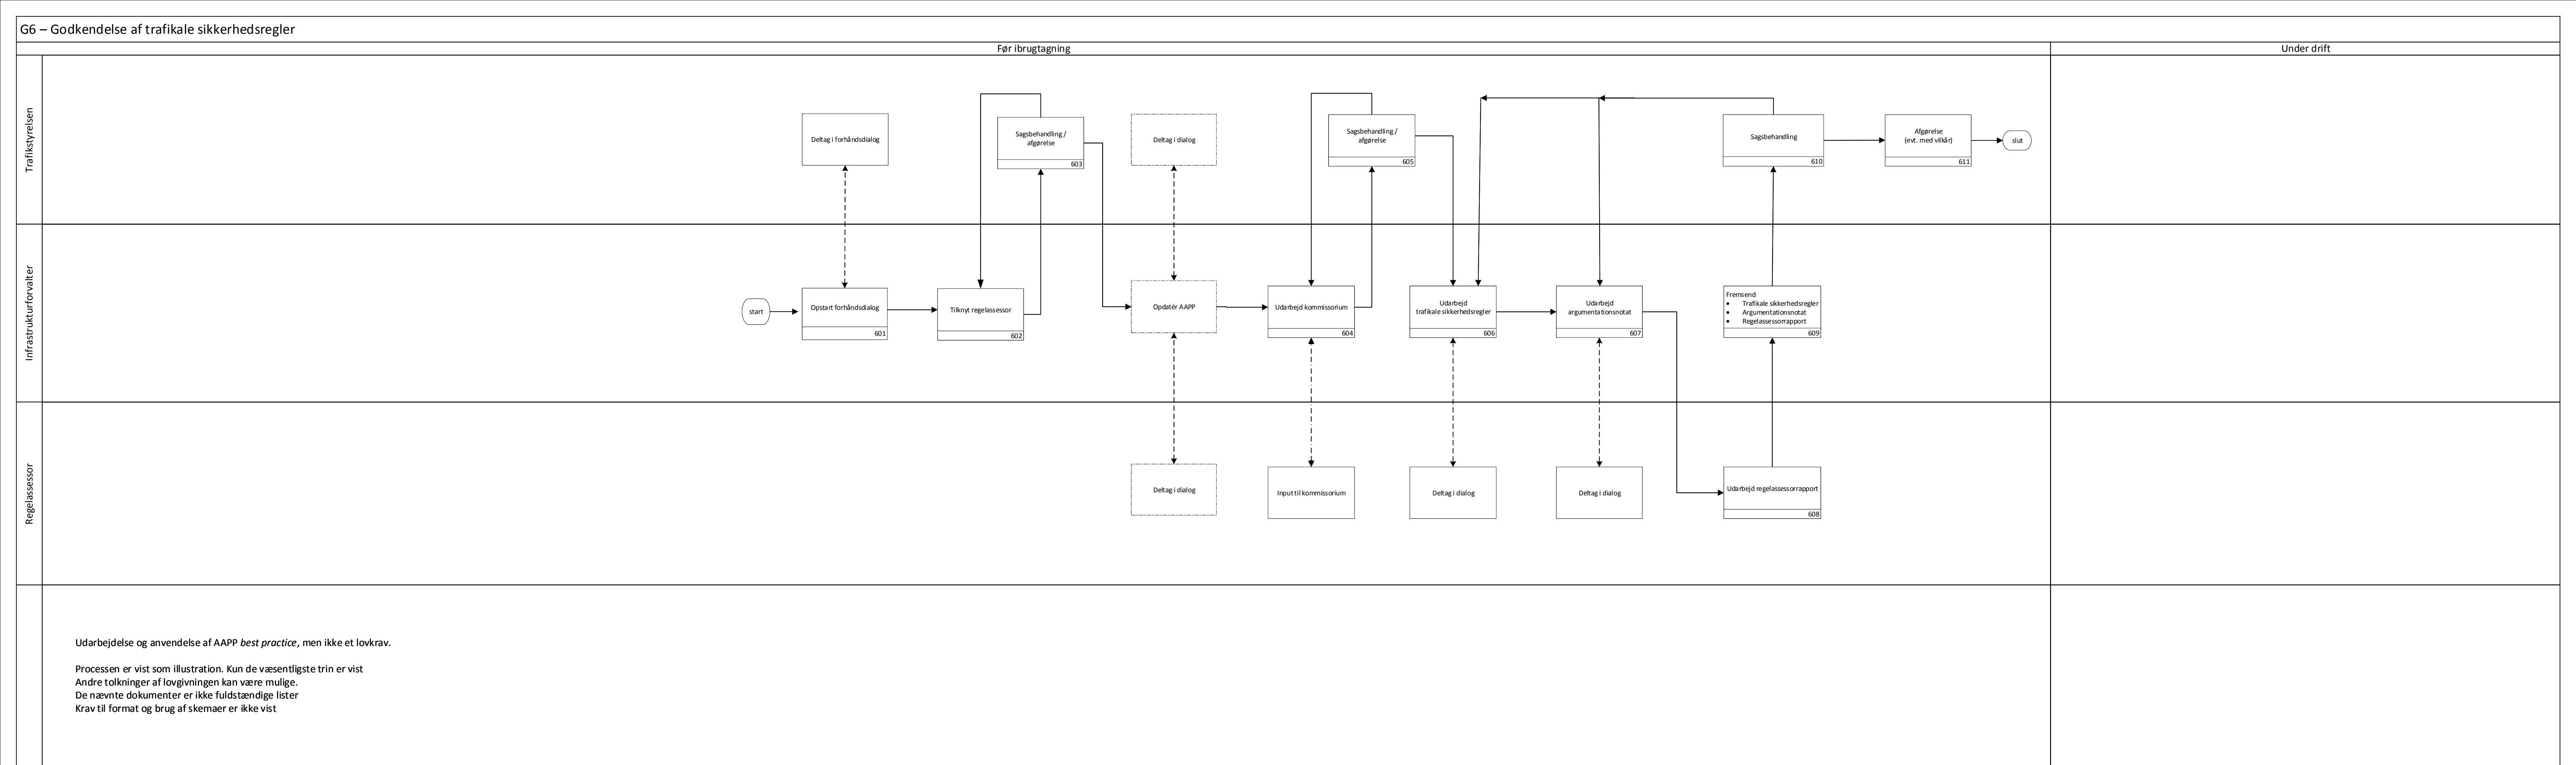 G6 – Godkendelse af trafikale sikkerhedsregler
Før ibrugtagning
Under drift
Trafikstyrelsen
Deltag i forhåndsdialog
Sagsbehandling /
afgørelse
603
Deltag i dialog
Sagsbehandling /
afgørelse
605
Sagsbehandling
610
Afgørelse
(evt. med vilkår)
611
slut
Infrastrukturforvalter
start
Opstart forhåndsdialog
601
Tilknyt regelassessor
602
Opdatér AAPP
Udarbejd kommissorium
604
Udarbejd
trafikale sikkerhedsregler
606
Udarbejd
argumentationsnotat
607
Fremsend
• Trafikale sikkerhedsregler
• Argumentationsnotat
• Regelassessorrapport
609
Regelassessor
Deltag i dialog
Input til kommissorium
Deltag i dialog
Deltag i dialog
Udarbejd regelassessorrapport
608
Udarbejdelse og anvendelse af AAPP best practice, men ikke et lovkrav.
Processen er vist som illustration. Kun de væsentligste trin er vist
Andre tolkninger af lovgivningen kan være mulige.
De nævnte dokumenter er ikke fuldstændige lister
Krav til format og brug af skemaer er ikke vist